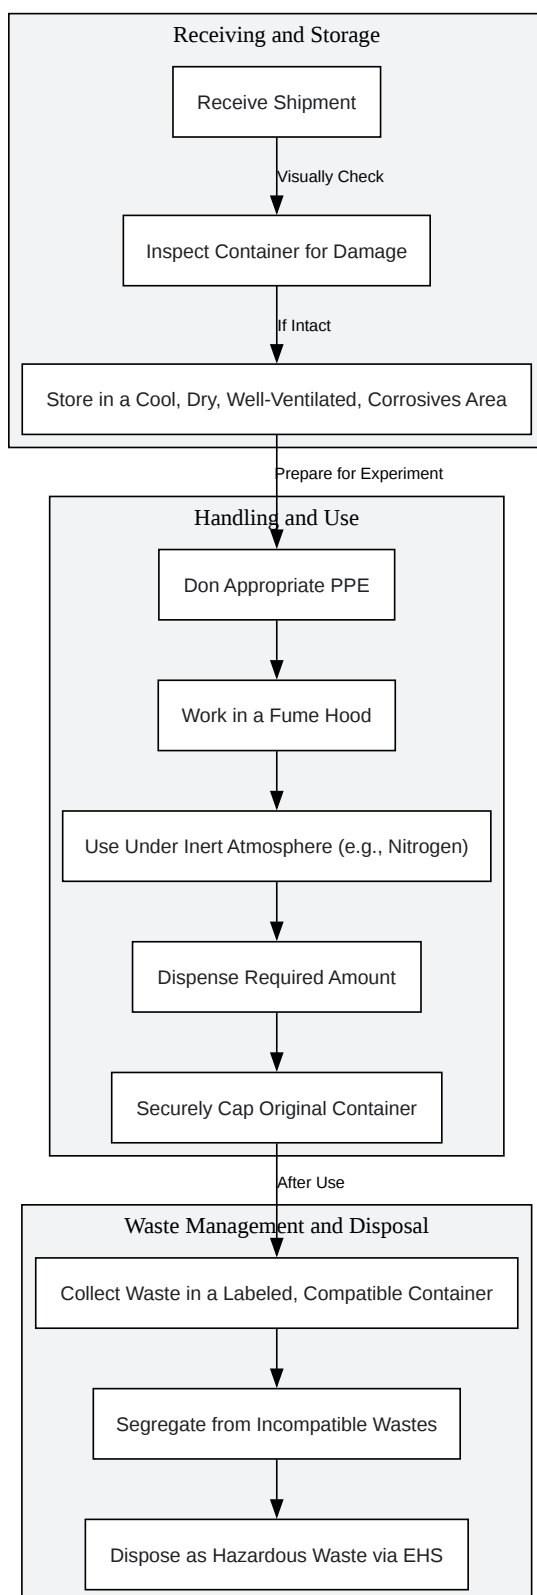 Receiving and Storage
Receive Shipment
Visually Check
Inspect Container for Damage
If Intact
Store in a Cool, Dry, Well-Ventilated, Corrosives Area
Prepare for Experiment
Handling and Use
Don Appropriate PPE
Work in a Fume Hood
Use Under Inert Atmosphere (e.g., Nitrogen)
Dispense Required Amount
Securely Cap Original Container
After Use
Waste Management and Disposal
Collect Waste in a Labeled, Compatible Container
Segregate from Incompatible Wastes
Dispose as Hazardous Waste via EHS